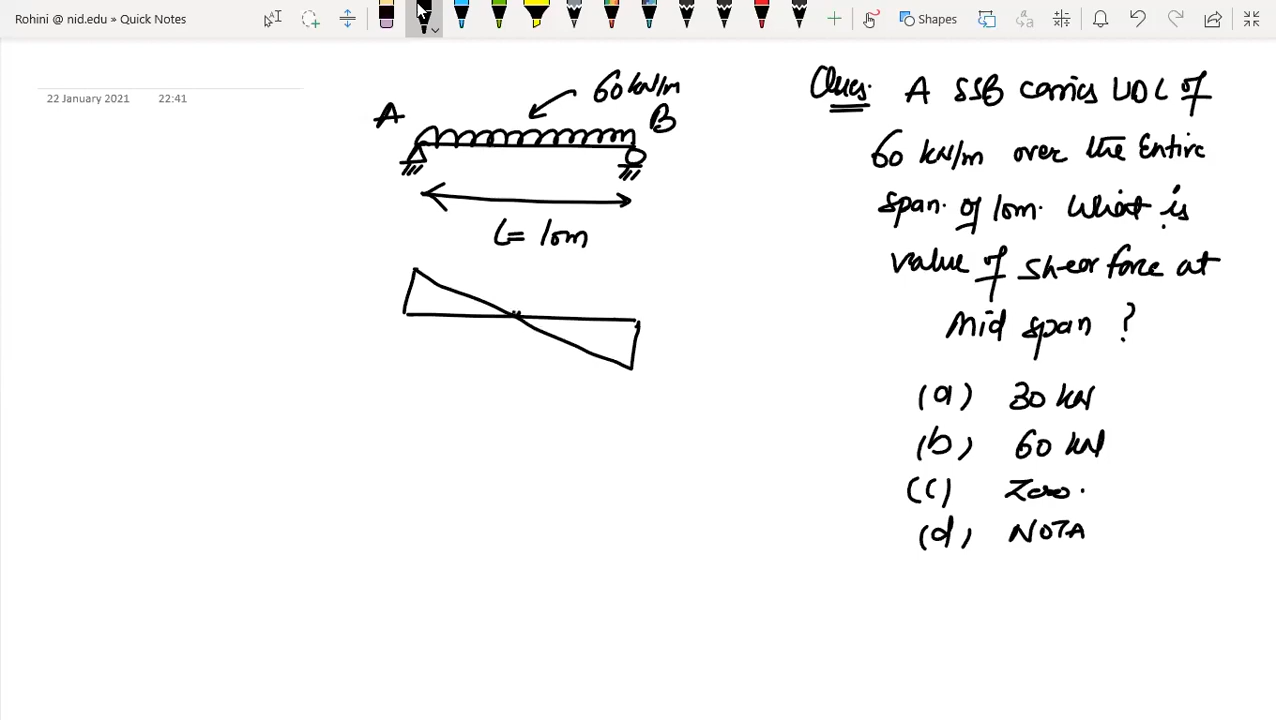 Rohini @ nid.edu » Quick Notes
Shapes
22 January 2021 22:41
60 kN/m
A
B
L= 10m
Ques. A SSB carries UDL of
60 kN/m over the Entire
span of 10m. What is
value of shear force at
Mid span ?
(a) 30 kN
(b) 60 kN
(c) Zero.
(d) NOTA